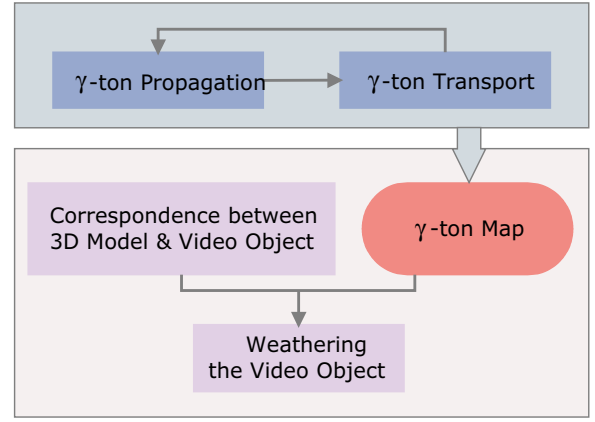 γ-ton Propagation
γ-ton Transport
Correspondence between
3D Model & Video Object
γ-ton Map
Weathering
the Video Object